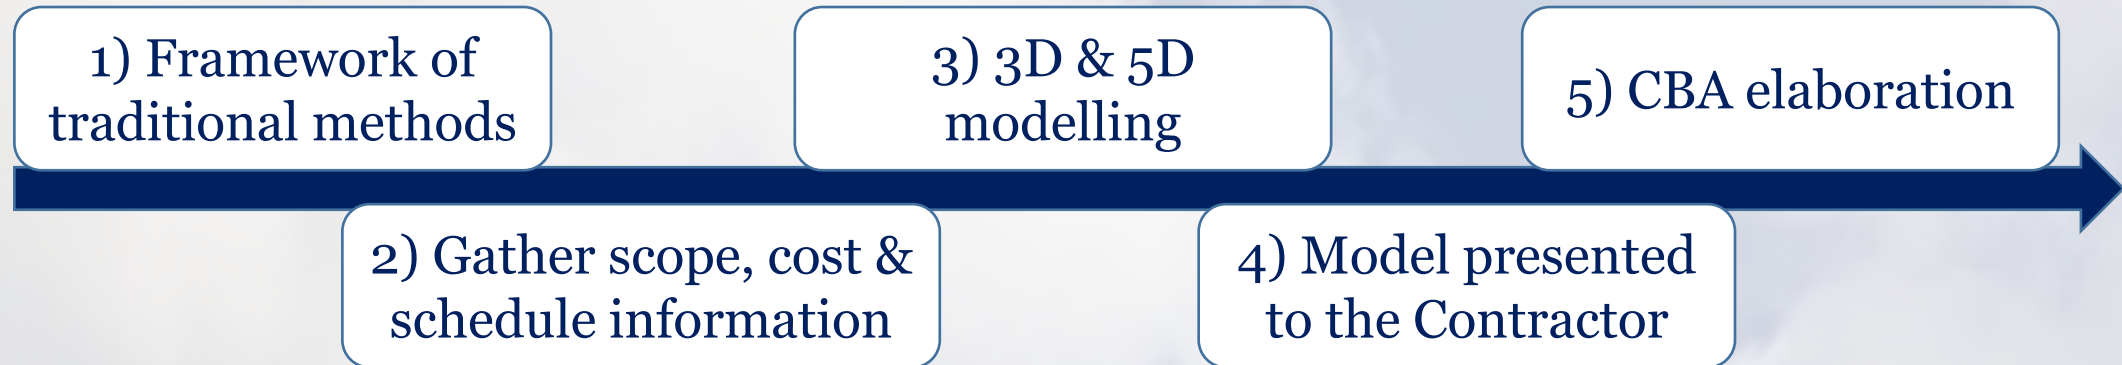 1) Framework of
traditional methods
2) Gather scope, cost &
schedule information
3) 3D & 5D
modelling
4) Model presented
to the Contractor
5) CBA elaboration